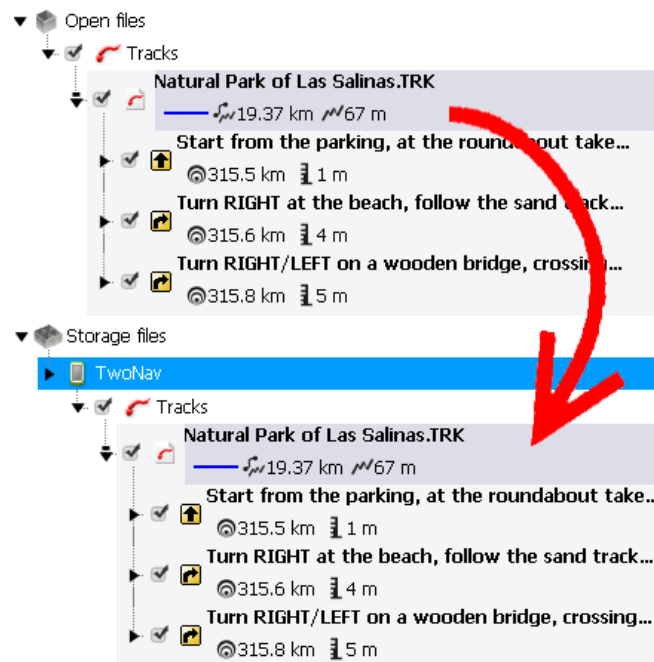 Open files
Tracks
Natural Park of Las Salinas.TRK
19.37 km 67 m
Start from the parking, at the roundabout take...
315.5 km 1 m
Turn RIGHT at the beach, follow the sand track...
315.6 km 4 m
Turn RIGHT/LEFT on a wooden bridge, crossing...
315.8 km 5 m
Storage files
TwoNav
Tracks
Natural Park of Las Salinas.TRK
19.37 km 67 m
Start from the parking, at the roundabout take..
315.5 km 1 m
Turn RIGHT at the beach, follow the sand track...
315.6 km 4 m
Turn RIGHT/LEFT on a wooden bridge, crossing...
315.8 km 5 m